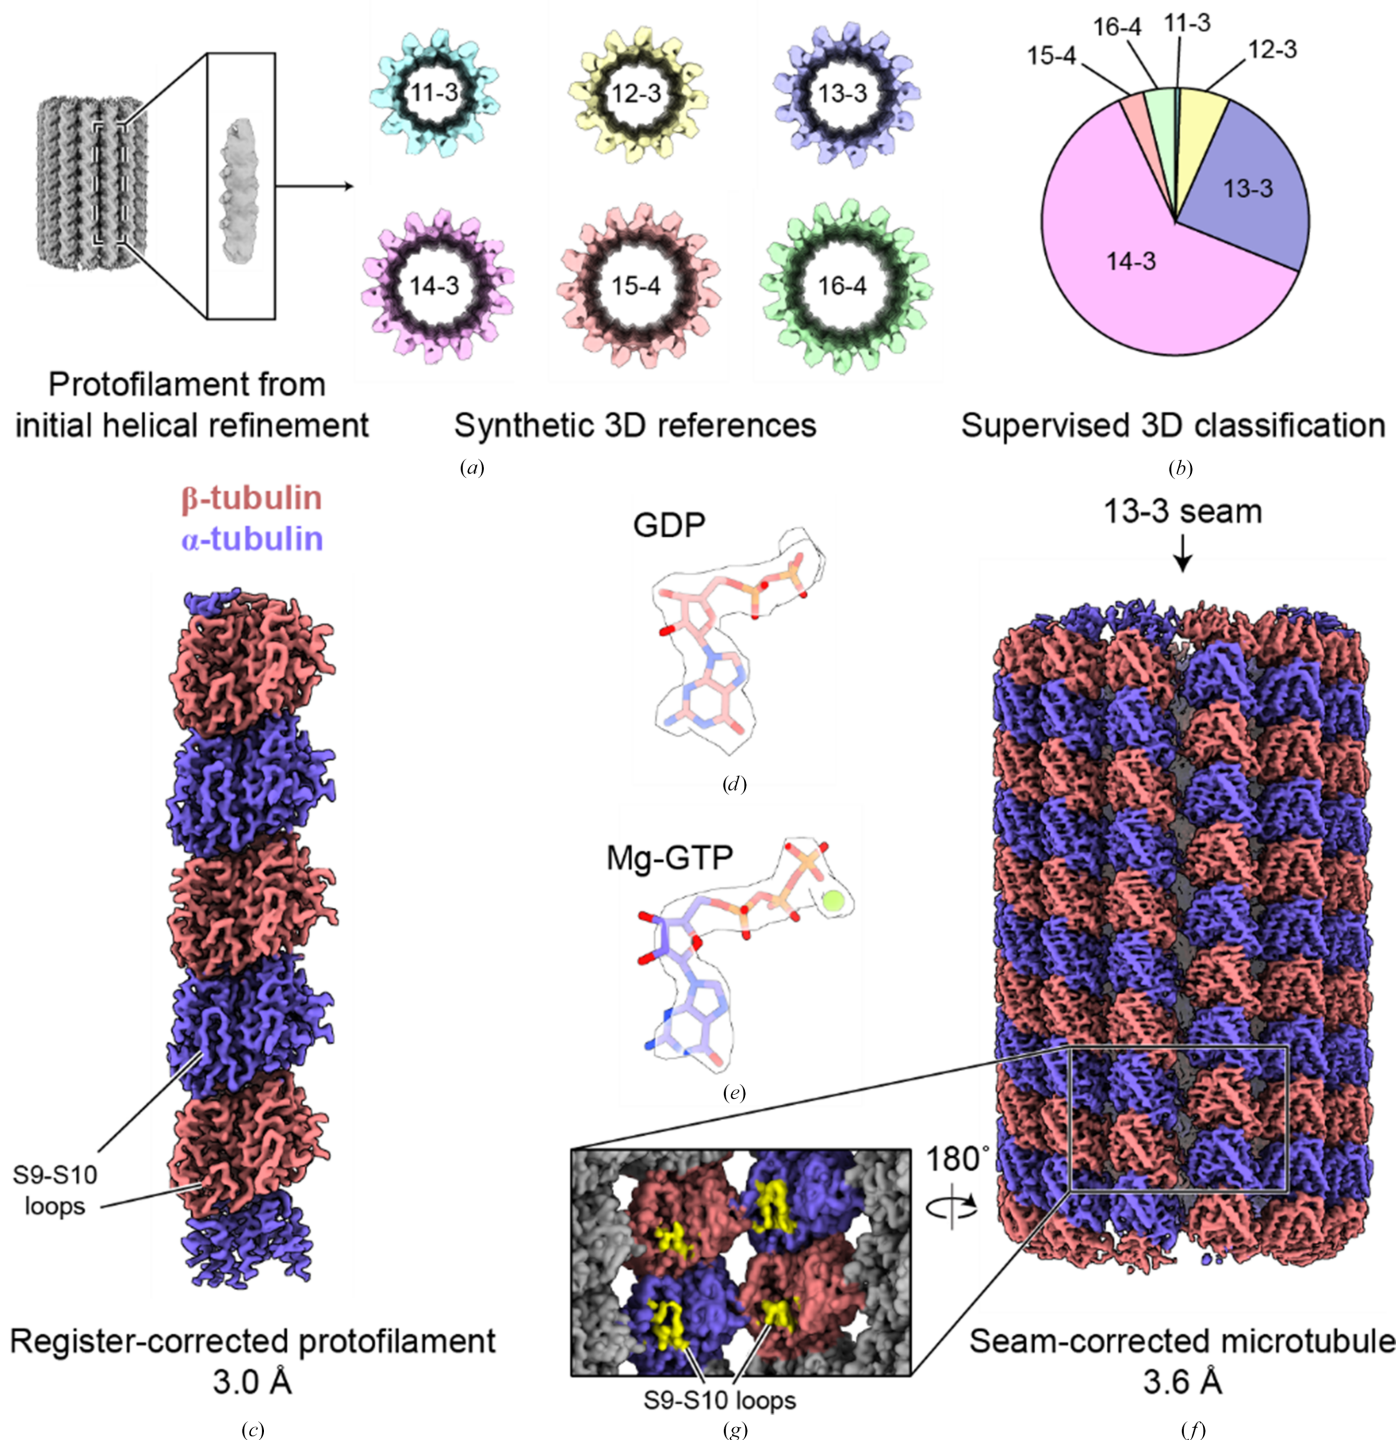 11-3
12-3
13-3
14-3
15-4
16-4
Protofilament from
initial helical refinement
Synthetic 3D references
(a)
16-4
11-3
15-4
12-3
13-3
14-3
Supervised 3D classification
(b)
β-tubulin
α-tubulin
S9-S10
loops
Register-corrected protofilament
3.0 Å
(c)
GDP
(d)
Mg-GTP
(e)
13-3 seam
180°
S9-S10 loops
(g)
Seam-corrected microtubule
3.6 Å
(f)